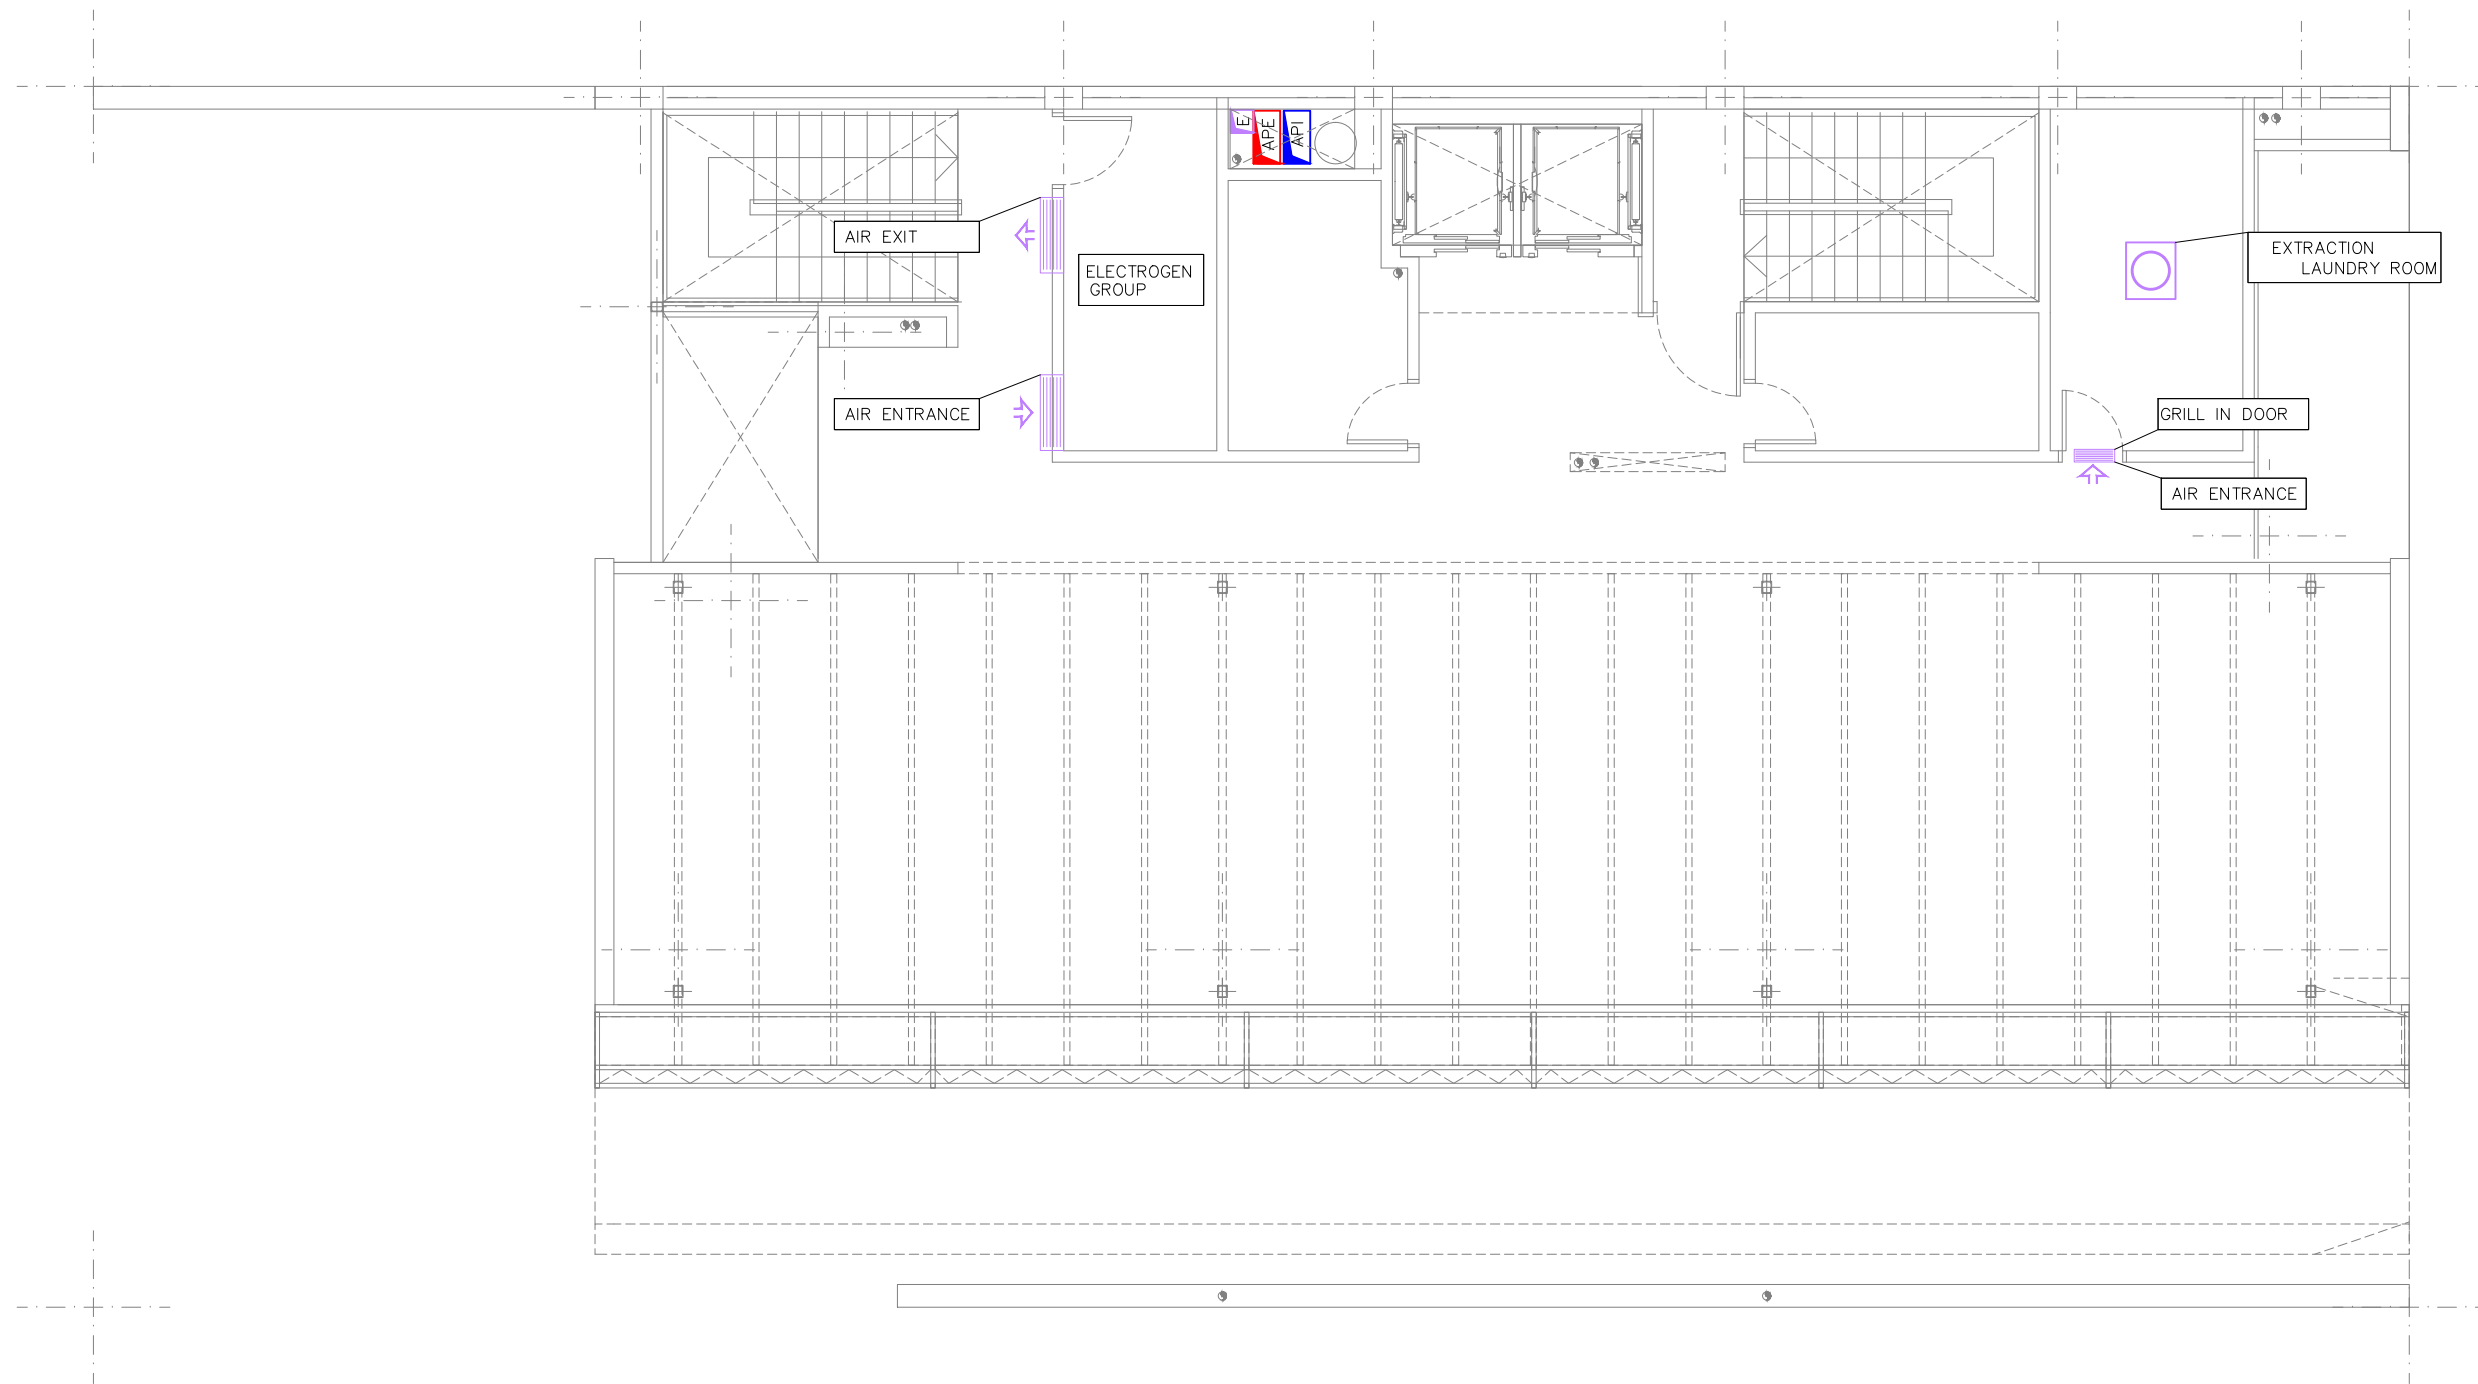 E
APE
API
AIR EXIT
EXTRACTION
LAUNDRY ROOM
ELECTROGEN
GROUP
AIR ENTRANCE
GRILL IN DOOR
AIR ENTRANCE